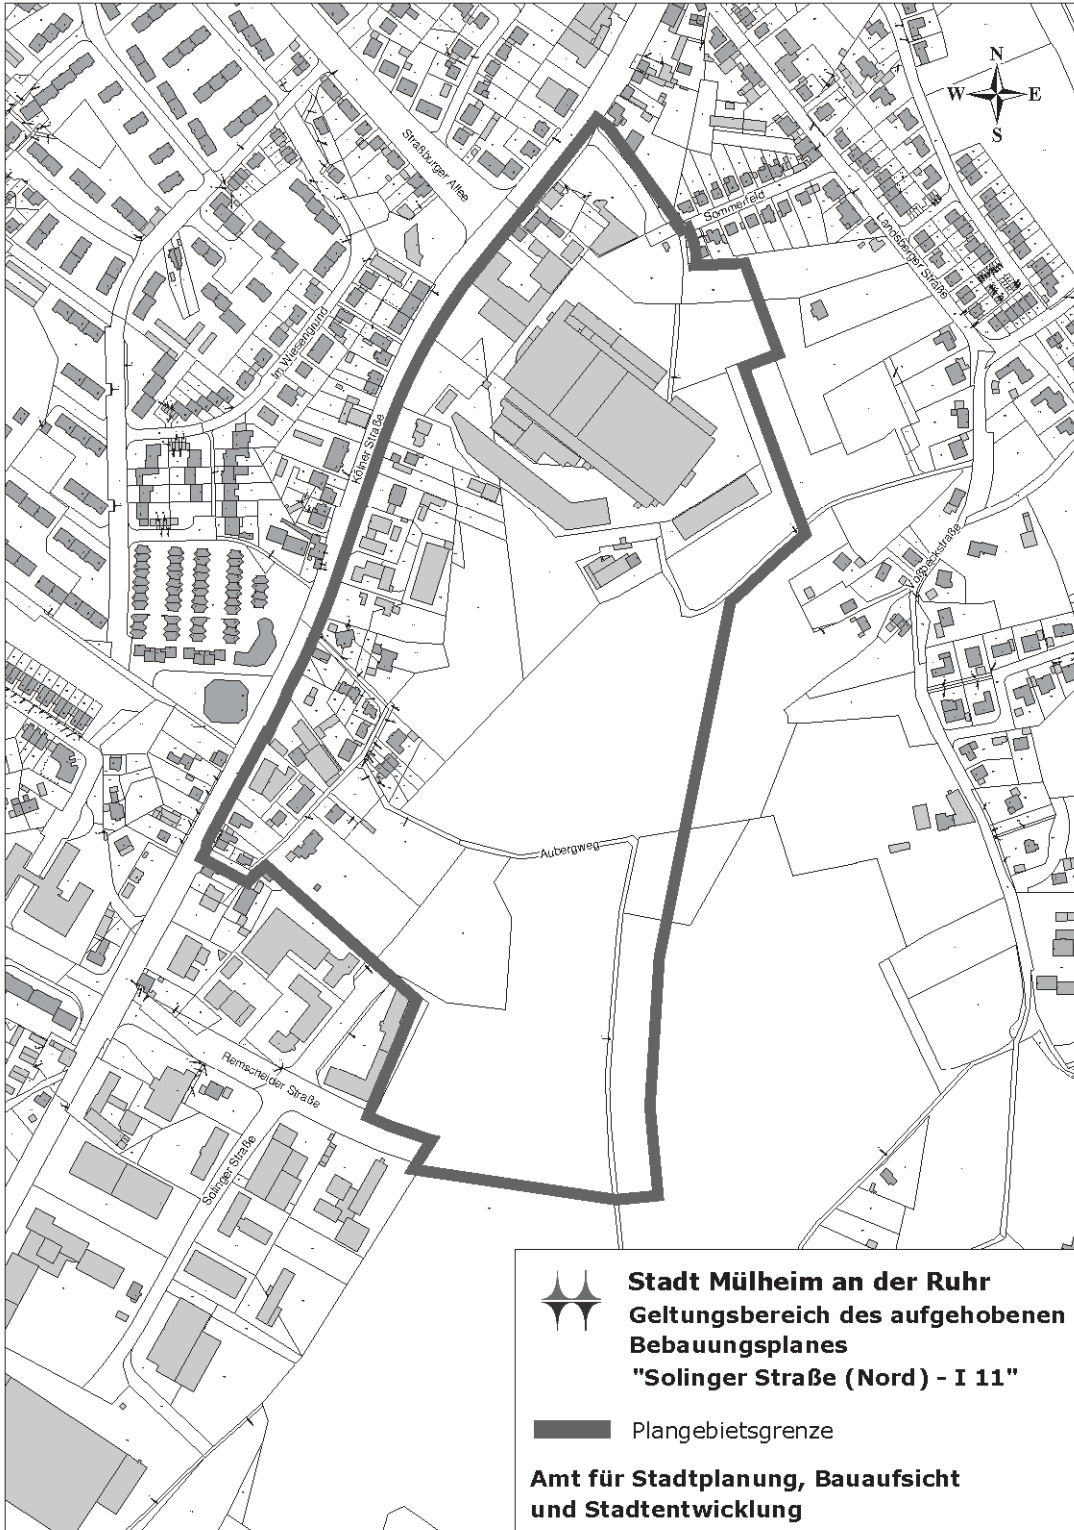 N
W E
S
Straßburger Allee
Sommerfeld
Landsberger Straße
Im Wiesengrund
Kölner Straße
Voßbeckstraße
Aubergweg
Remscheider Straße
Solinger Straße
Stadt Mülheim an der Ruhr
Geltungsbereich des aufgehobenen
Bebauungsplanes
"Solinger Straße (Nord) - I 11"
Plangebietsgrenze
Amt für Stadtplanung, Bauaufsicht
und Stadtentwicklung